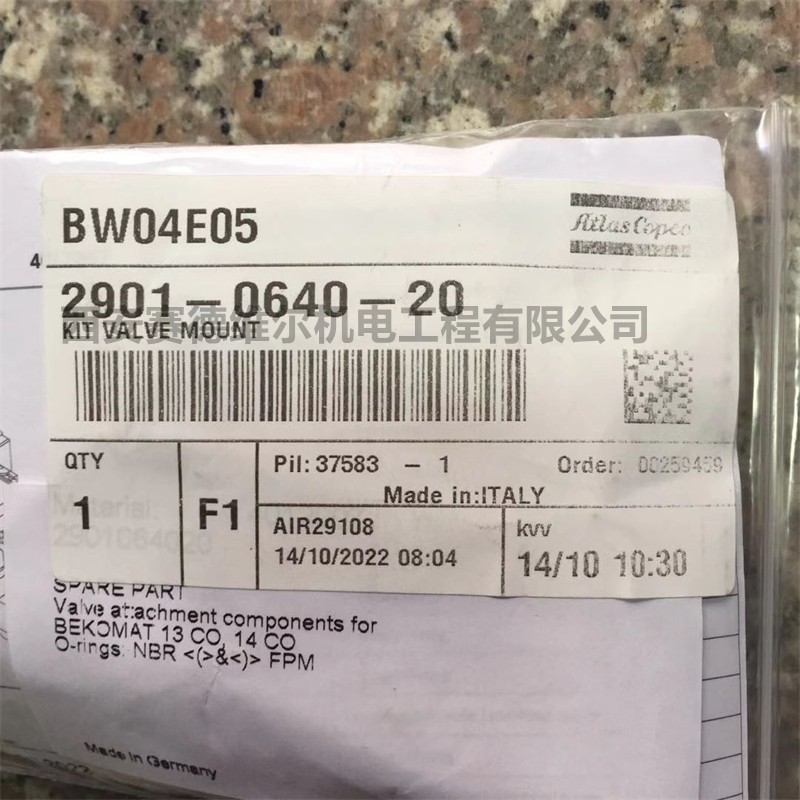 BW04E05
Atlas Copco
2901-0640-20
KIT VALVE MOUNT
赛德维尔机电工程有限公司
QTY
1
F1
Pil: 37583 - 1
Order: 00259459
Made in:ITALY
AIR29108
14/10/2022 08:04
kvv
14/10 10:30
Material:
2901064020
SPARE PART
Valve attachment components for
BEKOMAT 13 CO, 14 CO
O-rings: NBR <(>&<)> FPM
Made in Germany